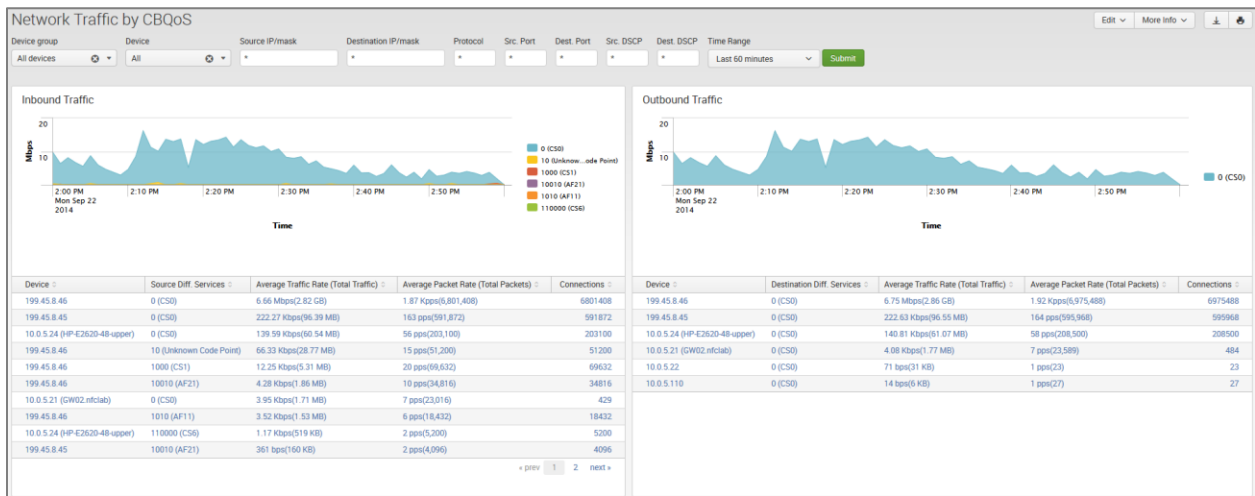 Network Traffic by CBQoS
Edit More Info
Device group Device Source IP/mask Destination IP/mask Protocol Src. Port Dest. Port Src. DSCP Dest. DSCP Time Range
All devices All * * * * * * * Last 60 minutes Submit
Inbound Traffic
20
10
Mbps
0 (CS0)
10 (Unknow...ode Point)
1000 (CS1)
10010 (AF21)
1010 (AF11)
110000 (CS6)
2:00 PM 2:10 PM 2:20 PM 2:30 PM 2:40 PM 2:50 PM
Mon Sep 22
2014
Time
Device Source Diff. Services Average Traffic Rate (Total Traffic) Average Packet Rate (Total Packets) Connections
199.45.8.46 0 (CS0) 6.66 Mbps(2.82 GB) 1.87 Kpps(6,801,408) 6801408
199.45.8.45 0 (CS0) 222.27 Kbps(96.39 MB) 163 pps(591,872) 591872
10.0.5.24 (HP-E2620-48-upper) 0 (CS0) 139.59 Kbps(60.54 MB) 56 pps(203,100) 203100
199.45.8.46 10 (Unknown Code Point) 66.33 Kbps(28.77 MB) 15 pps(51,200) 51200
199.45.8.46 1000 (CS1) 12.25 Kbps(5.31 MB) 20 pps(69,632) 69632
199.45.8.46 10010 (AF21) 4.28 Kbps(1.86 MB) 10 pps(34,816) 34816
10.0.5.21 (GW02.nfclab) 0 (CS0) 3.95 Kbps(1.71 MB) 7 pps(23,016) 429
199.45.8.46 1010 (AF11) 3.52 Kbps(1.53 MB) 6 pps(18,432) 18432
10.0.5.24 (HP-E2620-48-upper) 110000 (CS6) 1.17 Kbps(519 KB) 2 pps(5,200) 5200
199.45.8.45 10010 (AF21) 361 bps(160 KB) 2 pps(4,096) 4096
« prev 1 2 next »
Outbound Traffic
20
10
Mbps
0 (CS0)
2:00 PM 2:10 PM 2:20 PM 2:30 PM 2:40 PM 2:50 PM
Mon Sep 22
2014
Time
Device Destination Diff. Services Average Traffic Rate (Total Traffic) Average Packet Rate (Total Packets) Connections
199.45.8.46 0 (CS0) 6.75 Mbps(2.86 GB) 1.92 Kpps(6,975,488) 6975488
199.45.8.45 0 (CS0) 222.63 Kbps(96.55 MB) 164 pps(595,968) 595968
10.0.5.24 (HP-E2620-48-upper) 0 (CS0) 140.81 Kbps(61.07 MB) 58 pps(208,500) 208500
10.0.5.21 (GW02.nfclab) 0 (CS0) 4.08 Kbps(1.77 MB) 7 pps(23,589) 484
10.0.5.22 0 (CS0) 71 bps(31 KB) 1 pps(23) 23
10.0.5.110 0 (CS0) 14 bps(6 KB) 1 pps(27) 27